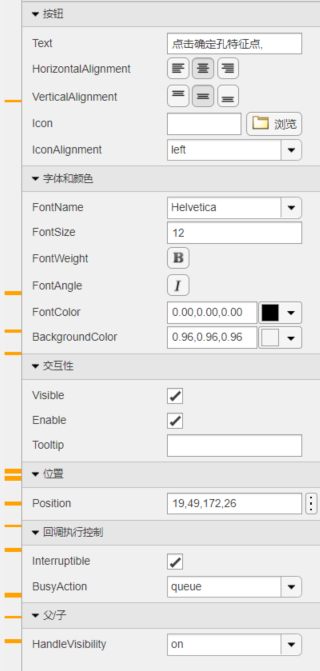 按钮
Text 点击确定孔特征点,
HorizontalAlignment
VerticalAlignment
Icon 浏览
IconAlignment left
字体和颜色
FontName Helvetica
FontSize 12
FontWeight B
FontAngle I
FontColor 0.00,0.00,0.00
BackgroundColor 0.96,0.96,0.96
交互性
Visible
Enable
Tooltip
位置
Position 19,49,172,26
回调执行控制
Interruptible
BusyAction queue
父/子
HandleVisibility on